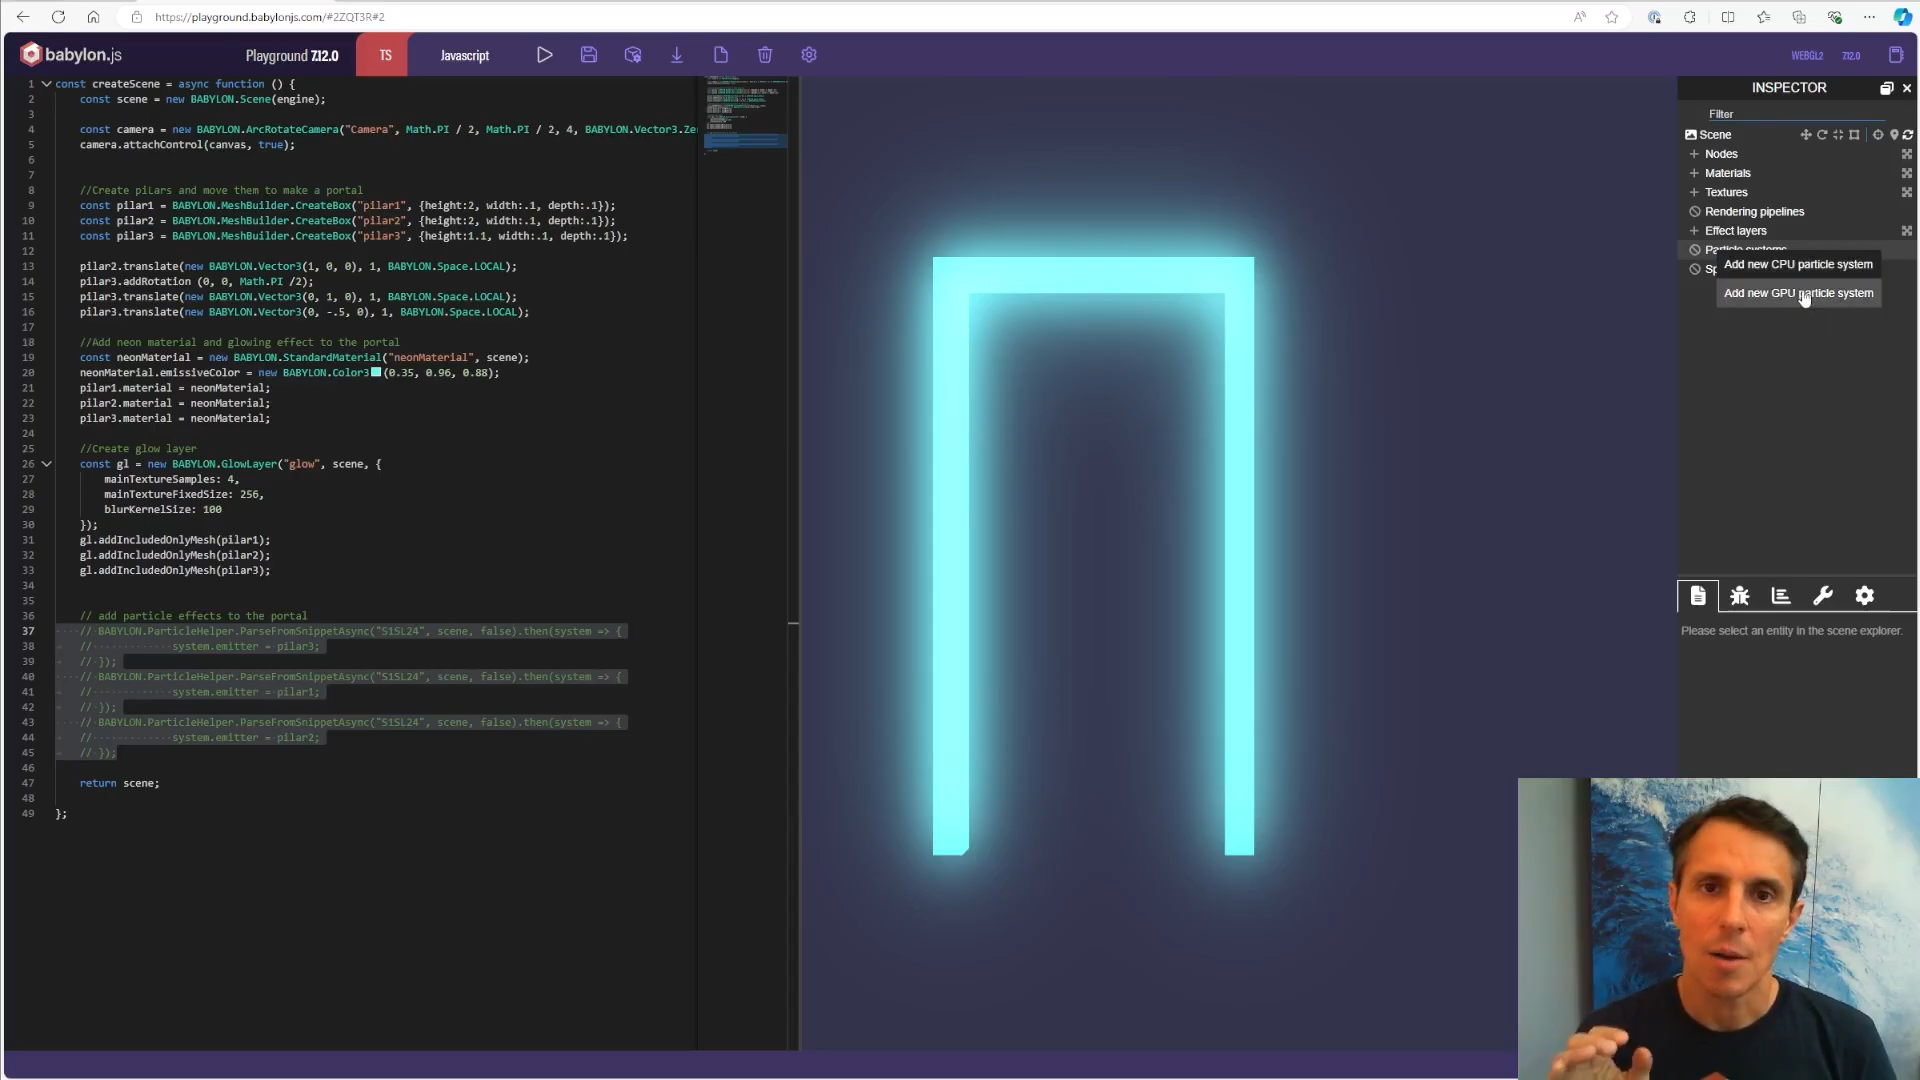 https://playground.babylonjs.com/#2ZQT3R#2
babylon.js
Playground 7.12.0
TS
Javascript
WEBGL2
7.12.0
1 const createScene = async function () {
2 const scene = new BABYLON.Scene(engine);
3
4 const camera = new BABYLON.ArcRotateCamera("Camera", Math.PI / 2, Math.PI / 2, 4, BABYLON.Vector3.Ze
5 camera.attachControl(canvas, true);
6
7
8 //Create piLars and move them to make a portal
9 const pilar1 = BABYLON.MeshBuilder.CreateBox("pilar1", {height:2, width:.1, depth:.1});
10 const pilar2 = BABYLON.MeshBuilder.CreateBox("pilar2", {height:2, width:.1, depth:.1});
11 const pilar3 = BABYLON.MeshBuilder.CreateBox("pilar3", {height:1.1, width:.1, depth:.1});
12
13 pilar2.translate(new BABYLON.Vector3(1, 0, 0), 1, BABYLON.Space.LOCAL);
14 pilar3.addRotation (0, 0, Math.PI /2);
15 pilar3.translate(new BABYLON.Vector3(0, 1, 0), 1, BABYLON.Space.LOCAL);
16 pilar3.translate(new BABYLON.Vector3(0, -.5, 0), 1, BABYLON.Space.LOCAL);
17
18 //Add neon material and glowing effect to the portal
19 const neonMaterial = new BABYLON.StandardMaterial("neonMaterial", scene);
20 neonMaterial.emissiveColor = new BABYLON.Color3(0.35, 0.96, 0.88);
21 pilar1.material = neonMaterial;
22 pilar2.material = neonMaterial;
23 pilar3.material = neonMaterial;
24
25 //Create glow layer
26 const gl = new BABYLON.GlowLayer("glow", scene, {
27 mainTextureSamples: 4,
28 mainTextureFixedSize: 256,
29 blurKernelSize: 100
30 });
31 gl.addIncludedOnlyMesh(pilar1);
32 gl.addIncludedOnlyMesh(pilar2);
33 gl.addIncludedOnlyMesh(pilar3);
34
35
36 // add particle effects to the portal
37 // BABYLON.ParticleHelper.ParseFromSnippetAsync("S1SL24", scene, false).then(system => {
38 // system.emitter = pilar3;
39 // });
40 // BABYLON.ParticleHelper.ParseFromSnippetAsync("S1SL24", scene, false).then(system => {
41 // system.emitter = pilar1;
42 // });
43 // BABYLON.ParticleHelper.ParseFromSnippetAsync("S1SL24", scene, false).then(system => {
44 // system.emitter = pilar2;
45 // });
46
47 return scene;
48
49 };
INSPECTOR
Filter
Scene
Nodes
Materials
Textures
Rendering pipelines
Effect layers
Particle systems
Add new CPU particle system
Sp
Add new GPU particle system
Please select an entity in the scene explorer.